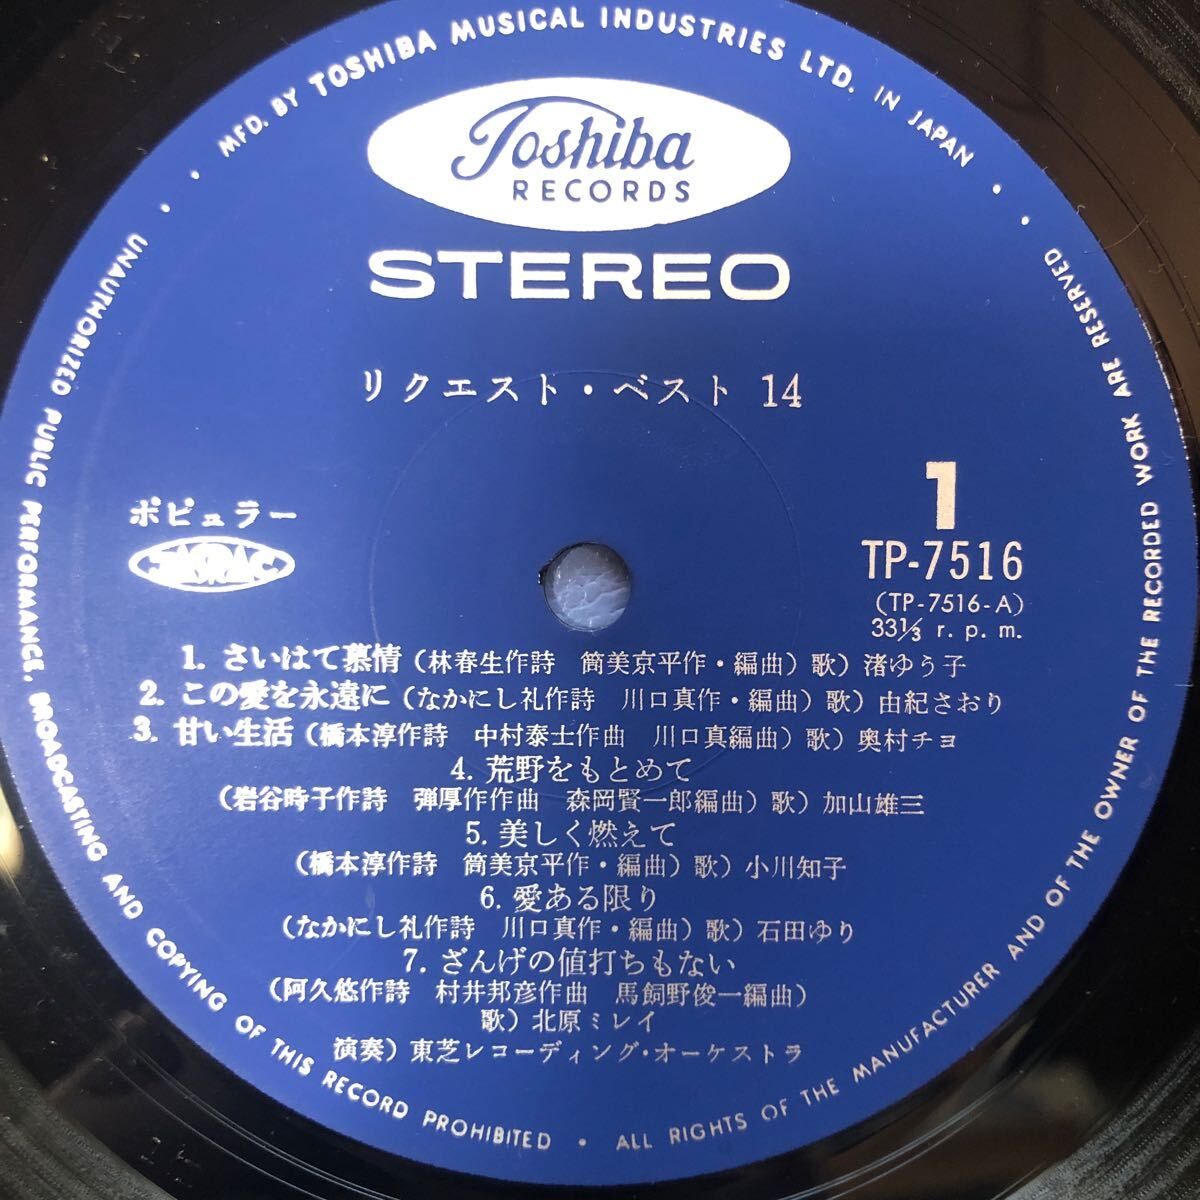 MFD. BY TOSHIBA MUSICAL INDUSTRIES LTD. IN JAPAN
Toshiba
RECORDS
STEREO
リクエスト・ベスト 14
ポピュラー
JASRAC
1
TP-7516
(TP-7516-A)
33⅓ r. p. m.
1. さいはて慕情 (林春生作詩 筒美京平作・編曲) 歌) 渚ゆう子
2. この愛を永遠に (なかにし礼作詩 川口真作・編曲) 歌) 由紀さおり
3. 甘い生活 (橋本淳作詩 中村泰士作曲 川口真編曲) 歌) 奥村チヨ
4. 荒野をもとめて
(岩谷時子作詩 弾厚作作曲 森岡賢一郎編曲) 歌) 加山雄三
5. 美しく燃えて
(橋本淳作詩 筒美京平作・編曲) 歌) 小川知子
6. 愛ある限り
(なかにし礼作詩 川口真作・編曲) 歌) 石田ゆり
7. ざんげの値打ちもない
(阿久悠作詩 村井邦彦作曲 馬飼野俊一編曲)
歌) 北原ミレイ
演奏) 東芝レコーディング・オーケストラ
UNAUTHORIZED PUBLIC PERFORMANCE, BROADCASTING AND COPYING OF THIS RECORD PROHIBITED • ALL RIGHTS OF THE MANUFACTURER AND OF THE OWNER OF THE RECORDED WORK ARE RESERVED